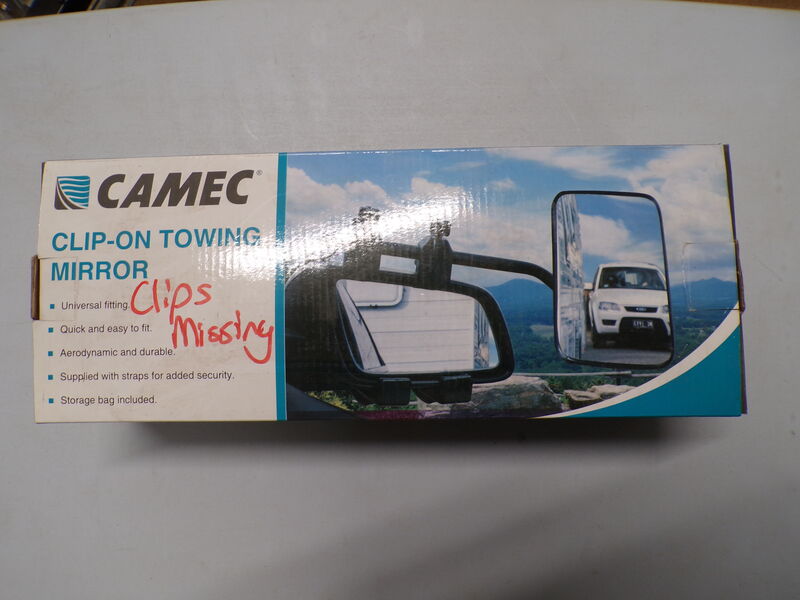 CAMEC®
CLIP-ON TOWING
MIRROR
Clips
Missing
Universal fitting.
Quick and easy to fit.
Aerodynamic and durable.
Supplied with straps for added security.
Storage bag included.